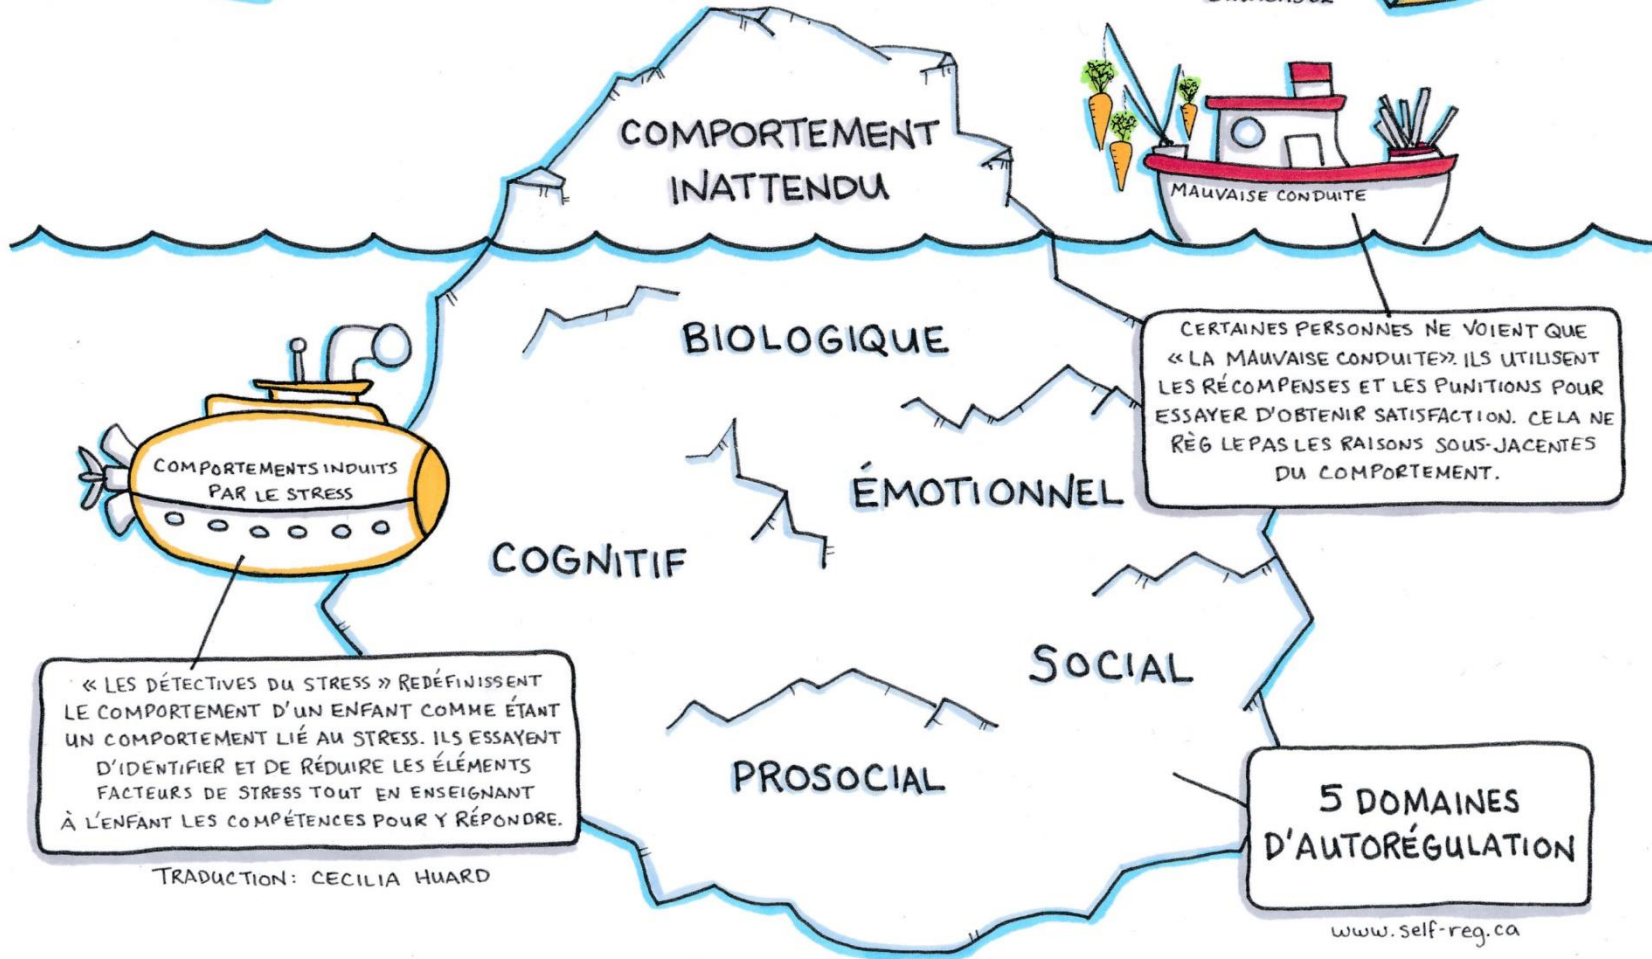 COMPORTEMENT
INATTENDU
MAUVAISE CONDUITE
BIOLOGIQUE
CERTAINES PERSONNES NE VOIENT QUE
« LA MAUVAISE CONDUITE». ILS UTILISENT
LES RÉCOMPENSES ET LES PUNITIONS POUR
ESSAYER D'OBTENIR SATISFACTION. CELA NE
RÈG LEPAS LES RAISONS SOUS-JACENTES
DU COMPORTEMENT.
COMPORTEMENTS INDUITS
PAR LE STRESS
ÉMOTIONNEL
COGNITIF
SOCIAL
« LES DÉTECTIVES DU STRESS » REDÉFINISSENT
LE COMPORTEMENT D'UN ENFANT COMME ÉTANT
UN COMPORTEMENT LIÉ AU STRESS. ILS ESSAYENT
D'IDENTIFIER ET DE RÉDUIRE LES ÉLÉMENTS
FACTEURS DE STRESS TOUT EN ENSEIGNANT
À L'ENFANT LES COMPÉTENCES POUR Y RÉPONDRE.
PROSOCIAL
5 DOMAINES
D'AUTORÉGULATION
TRADUCTION: CECILIA HUARD
www.self-reg.ca